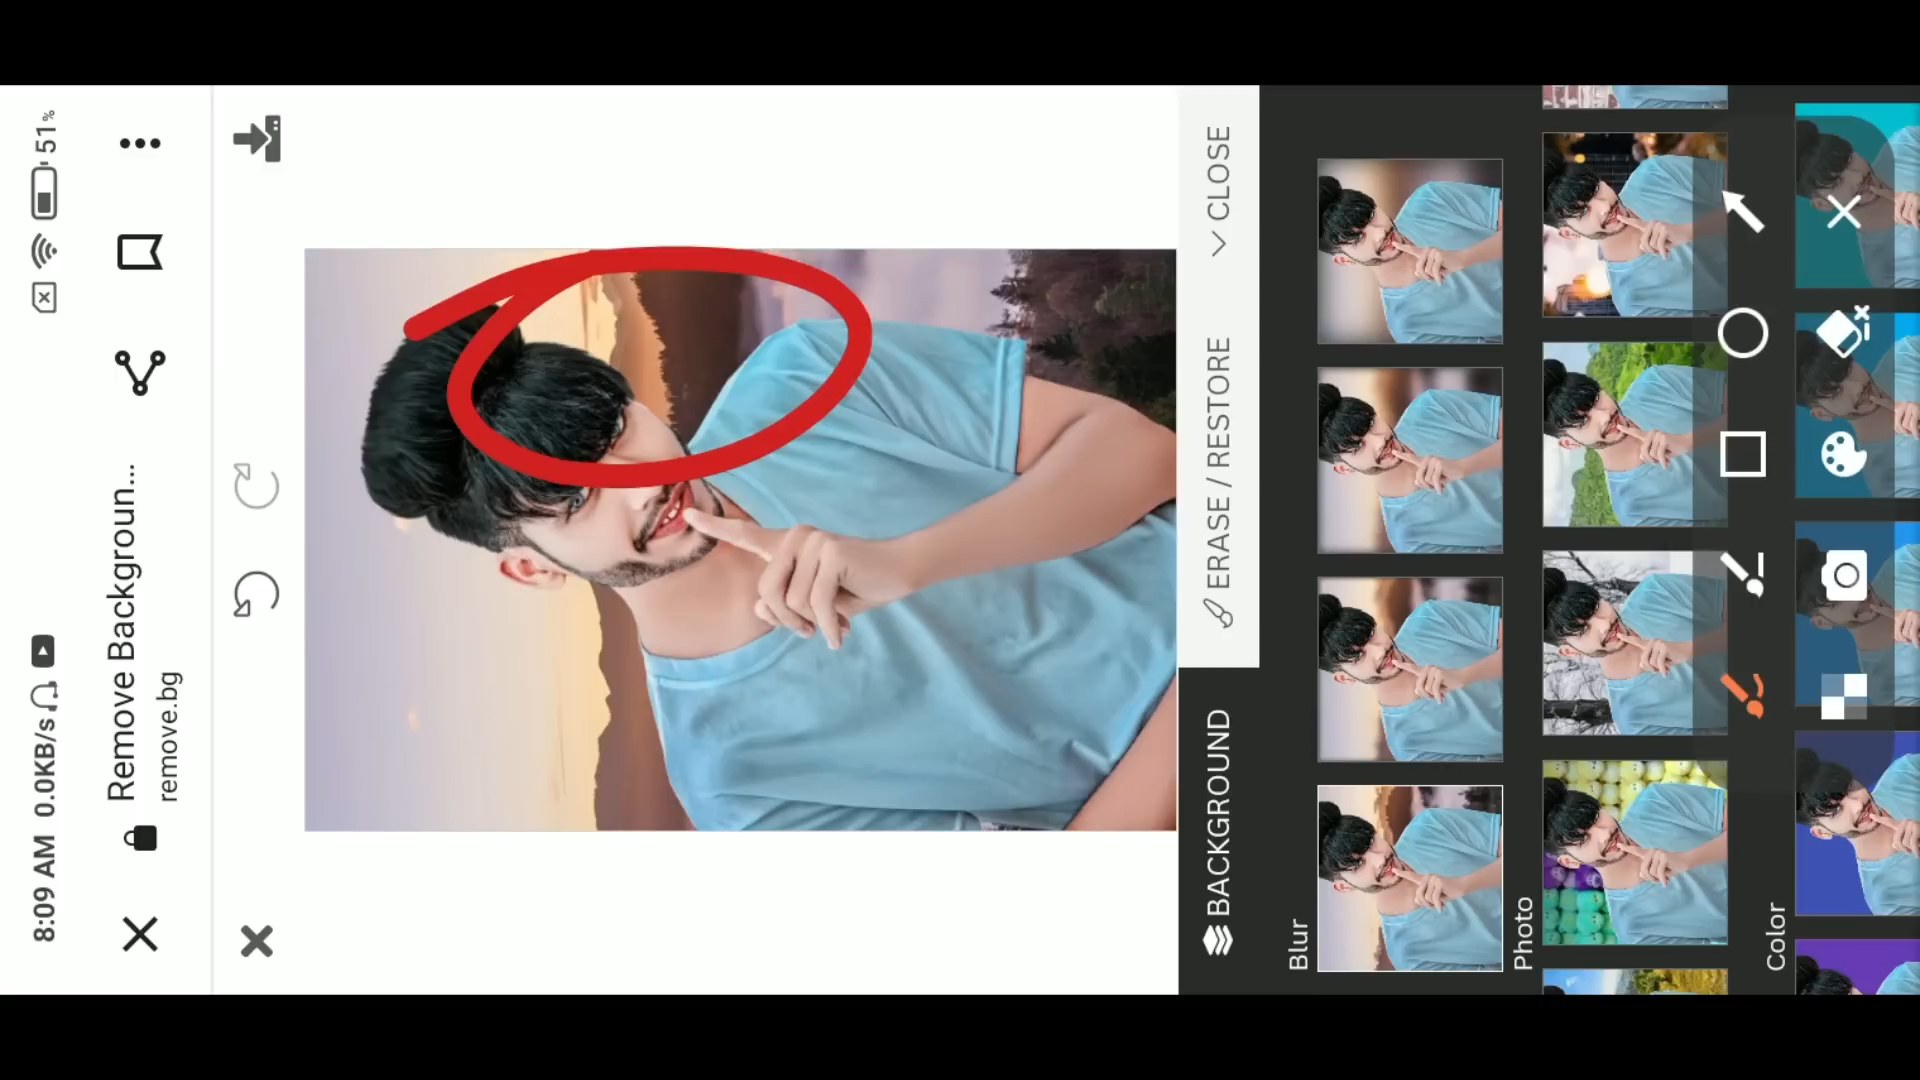 8:09 AM 0.0KB/s 51%
Remove Backgroun...
remove.bg
BACKGROUND
ERASE / RESTORE
CLOSE
Blur
Photo
Color